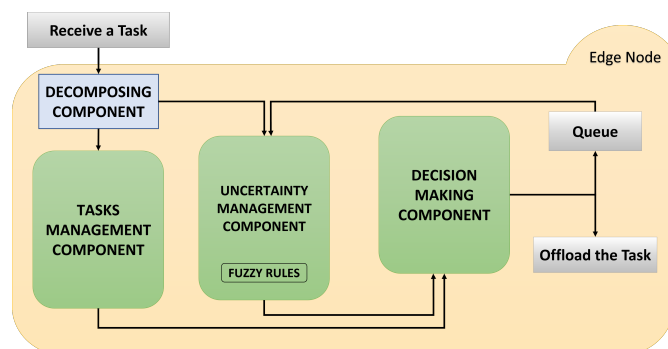 Receive a Task
Edge Node
DECOMPOSING
COMPONENT
Queue
TASKS
MANAGEMENT
COMPONENT
UNCERTAINTY
MANAGEMENT
COMPONENT
FUZZY RULES
DECISION
MAKING
COMPONENT
Offload the Task